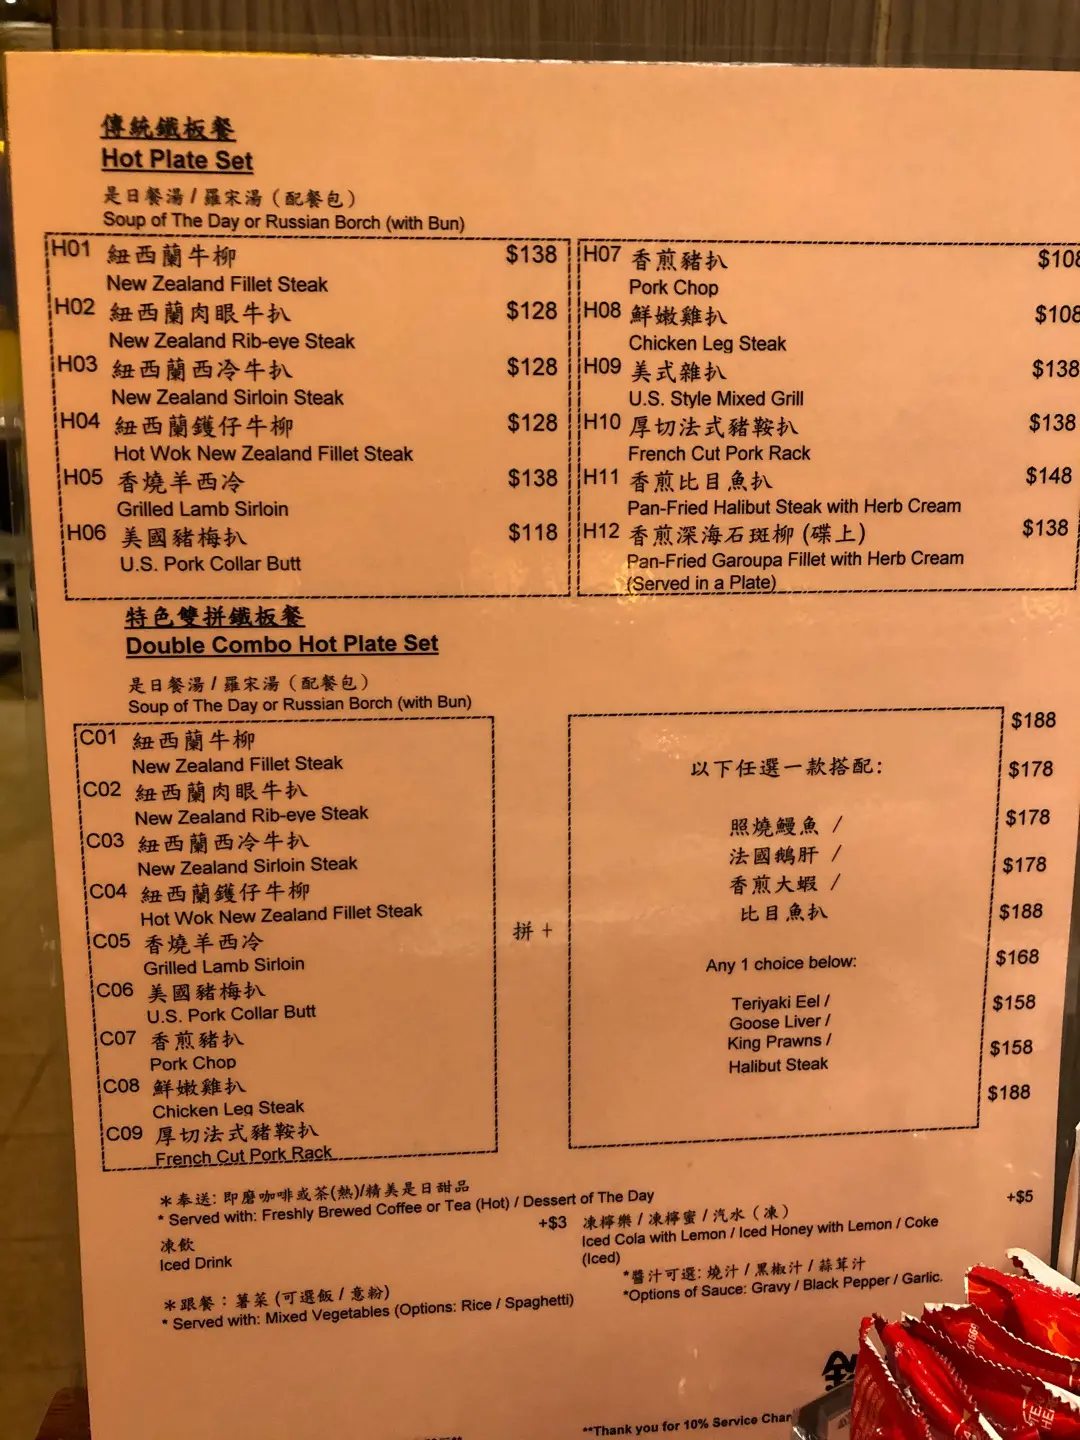 傳統鐵板餐
Hot Plate Set
是日餐湯 / 羅宋湯 (配餐包)
Soup of The Day or Russian Borch (with Bun)
H01 紐西蘭牛柳 $138
New Zealand Fillet Steak
H02 紐西蘭肉眼牛扒 $128
New Zealand Rib-eye Steak
H03 紐西蘭西冷牛扒 $128
New Zealand Sirloin Steak
H04 紐西蘭鑊仔牛柳 $128
Hot Wok New Zealand Fillet Steak
H05 香燒羊西冷 $138
Grilled Lamb Sirloin
H06 美國豬梅扒 $118
U.S. Pork Collar Butt
H07 香煎豬扒 $108
Pork Chop
H08 鮮嫩雞扒 $108
Chicken Leg Steak
H09 美式雜扒 $138
U.S. Style Mixed Grill
H10 厚切法式豬鞍扒 $138
French Cut Pork Rack
H11 香煎比目魚扒 $148
Pan-Fried Halibut Steak with Herb Cream
H12 香煎深海石斑柳 (碟上) $138
Pan-Fried Garoupa Fillet with Herb Cream
(Served in a Plate)
特色雙拼鐵板餐
Double Combo Hot Plate Set
是日餐湯 / 羅宋湯 (配餐包)
Soup of The Day or Russian Borch (with Bun)
C01 紐西蘭牛柳
New Zealand Fillet Steak
C02 紐西蘭肉眼牛扒
New Zealand Rib-eye Steak
C03 紐西蘭西冷牛扒
New Zealand Sirloin Steak
C04 紐西蘭鑊仔牛柳
Hot Wok New Zealand Fillet Steak
C05 香燒羊西冷
Grilled Lamb Sirloin
C06 美國豬梅扒
U.S. Pork Collar Butt
C07 香煎豬扒
Pork Chop
C08 鮮嫩雞扒
Chicken Leg Steak
C09 厚切法式豬鞍扒
French Cut Pork Rack
拼 +
以下任選一款搭配:
照燒鰻魚 /
法國鵝肝 /
香煎大蝦 /
比目魚扒
Any 1 choice below:
Teriyaki Eel /
Goose Liver /
King Prawns /
Halibut Steak
$188
$178
$178
$178
$188
$168
$158
$158
$188
*奉送: 即磨咖啡或茶(熱)/精美是日甜品
* Served with: Freshly Brewed Coffee or Tea (Hot) / Dessert of The Day
凍飲 +$3
Iced Drink
凍檸樂 / 凍檸蜜 / 汽水 (凍) +$5
Iced Cola with Lemon / Iced Honey with Lemon / Coke
(Iced)
*跟餐: 薯菜 (可選飯 / 意粉)
* Served with: Mixed Vegetables (Options: Rice / Spaghetti)
*醬汁可選: 燒汁 / 黑椒汁 / 蒜茸汁
*Options of Sauce: Gravy / Black Pepper / Garlic.
**Thank you for 10% Service Char